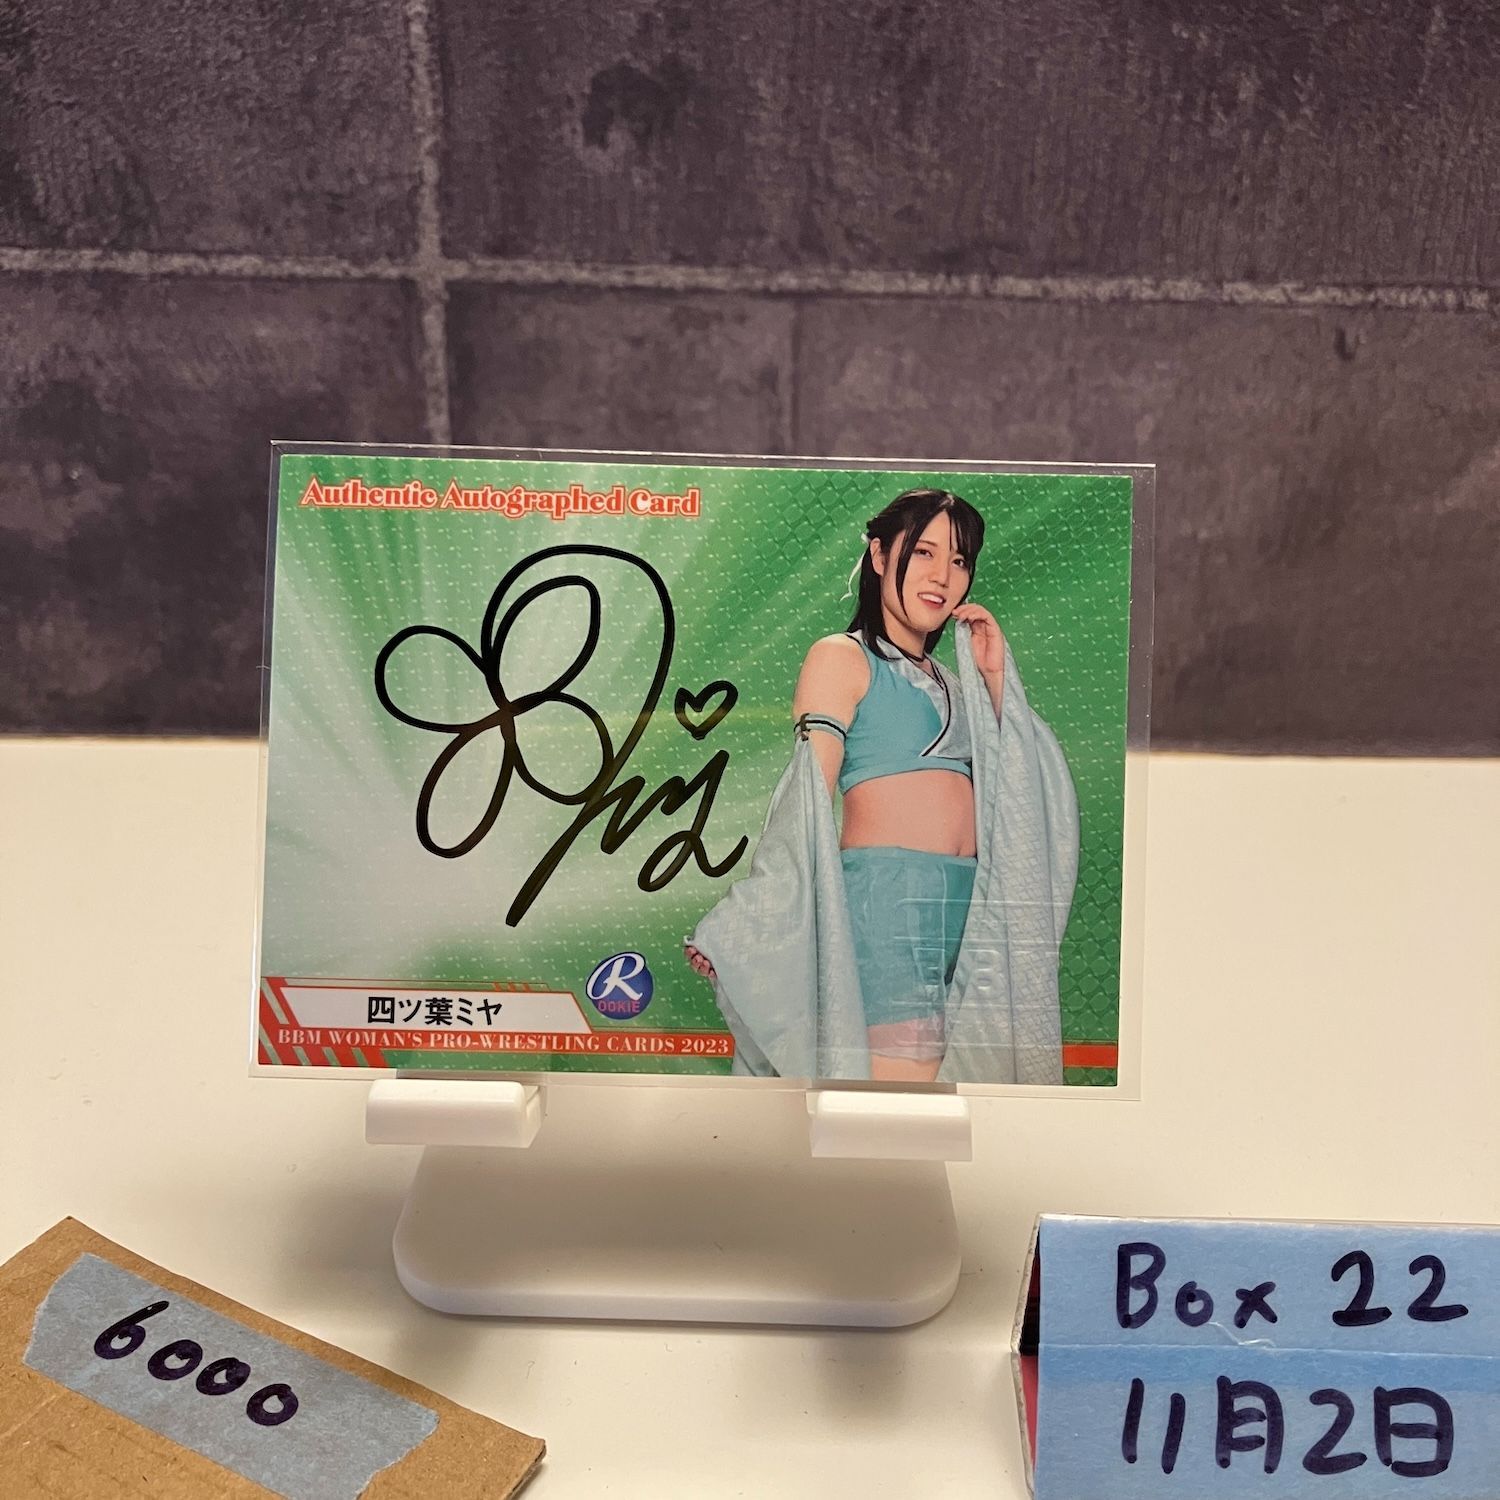 Authentic Autographed Card
R
OOKIE
四ツ葉ミヤ
BBM WOMAN'S PRO-WRESTLING CARDS 2023
6000
Box 22
11月2日